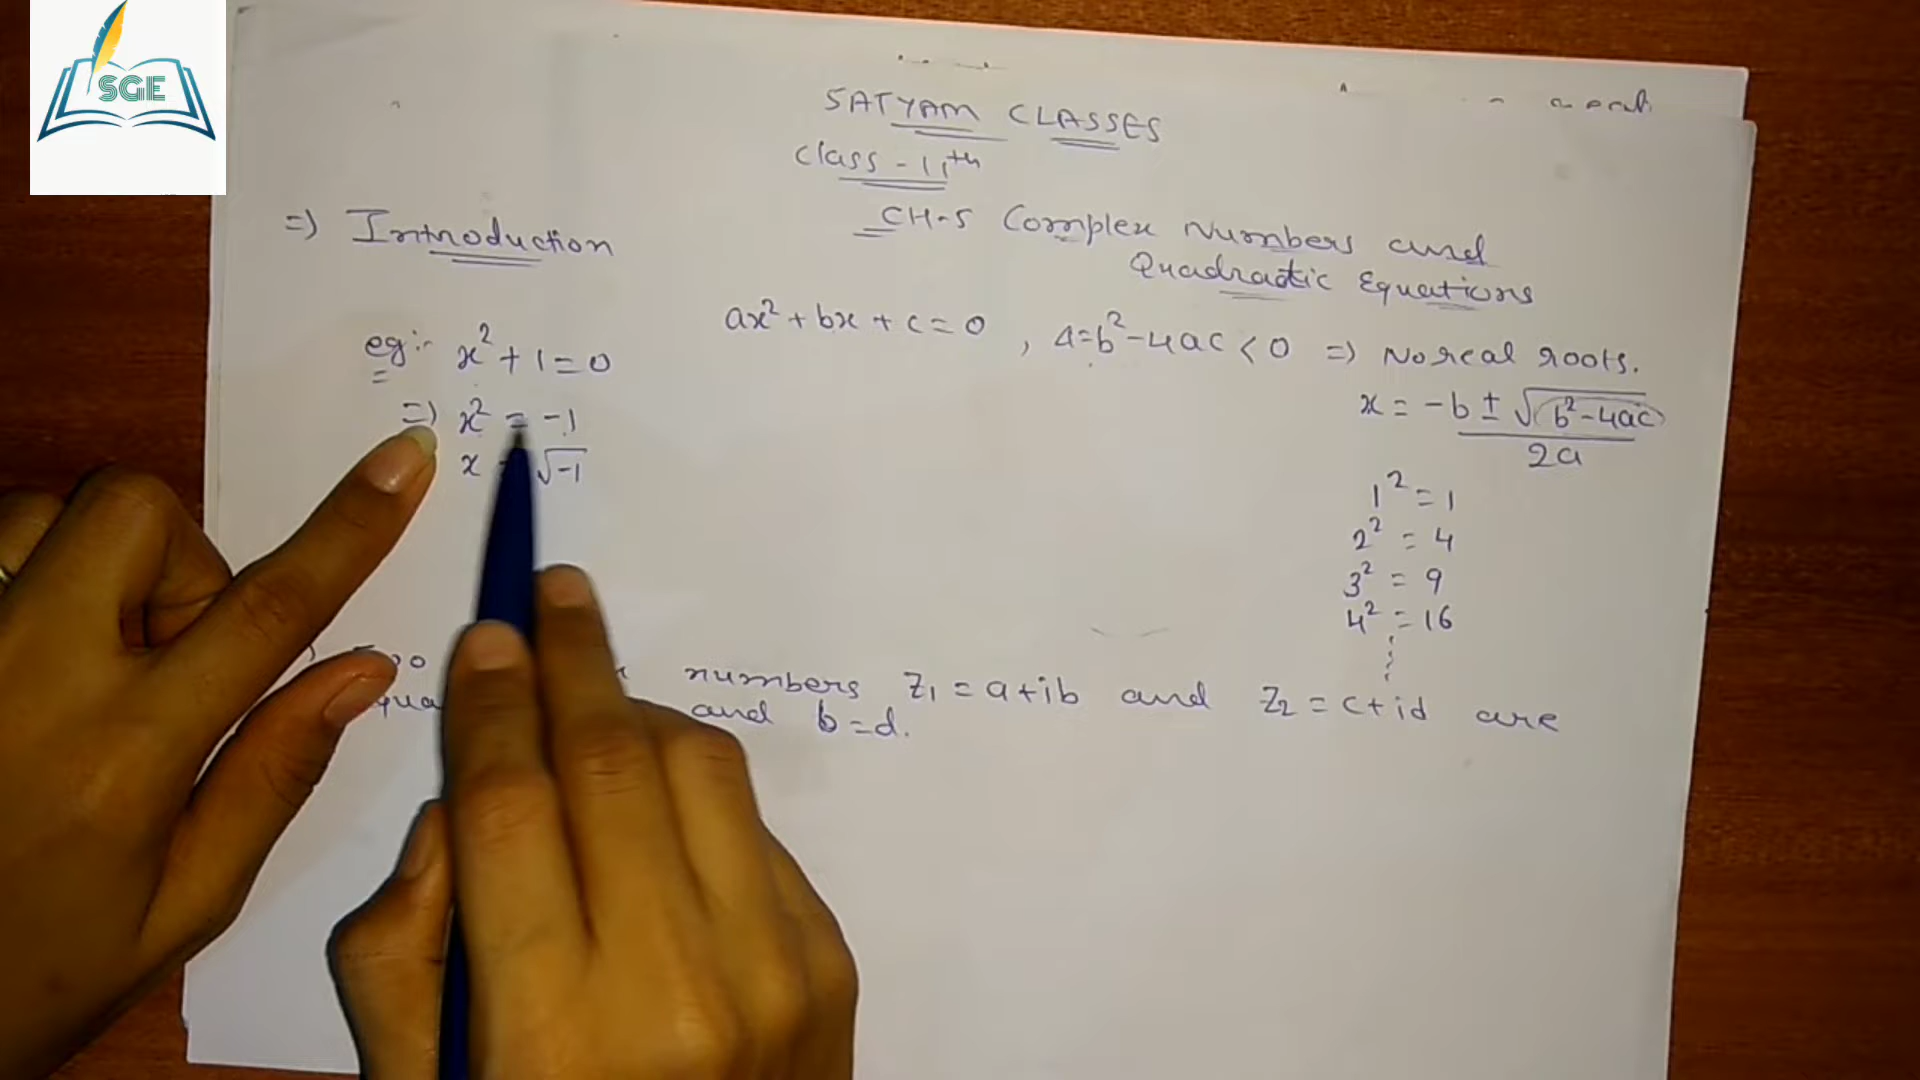 SGE
SATYAM CLASSES
Class - 11th
CH-5 Complex Numbers and
Quadratic Equations
=> Introduction
ax² + bx + c = 0 , Δ=b²-4ac < 0 => No real roots.
eg:- x² + 1 = 0
=> x² = -1
x = √-1
x = -b ± √b²-4ac
2a
1² = 1
2² = 4
3² = 9
4² = 16
numbers Z₁ = a+ib and Z₂ = c+id are
and b=d.